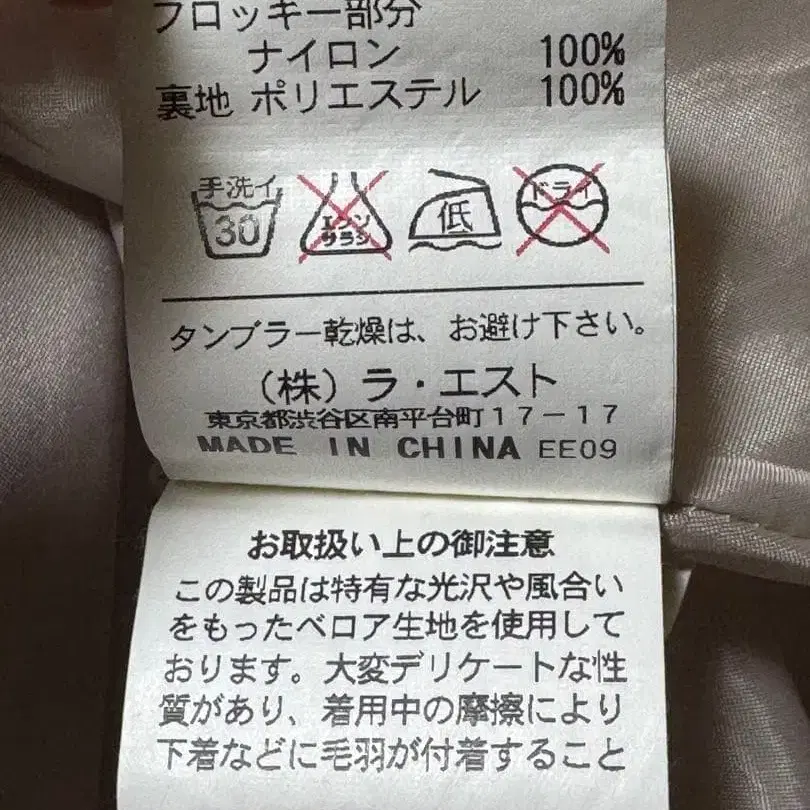 フロッキー部分
ナイロン 100%
裏地 ポリエステル 100%
手洗イ 30 エンソサラシ 低 ドライ
タンブラー乾燥は、お避け下さい。
(株)ラ・エスト
東京都渋谷区南平台町17-17
MADE IN CHINA EE09
お取扱い上の御注意
この製品は特有な光沢や風合い
をもったベロア生地を使用して
おります。大変デリケートな性
質があり、着用中の摩擦により
下着などに毛羽が付着すること